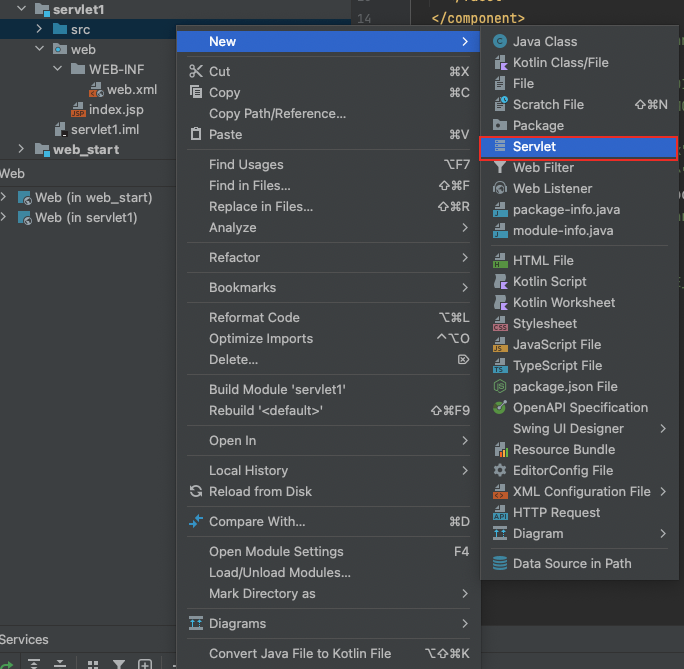 servlet1
src
web
WEB-INF
web.xml
index.jsp
servlet1.iml
web_start
Web
Web (in web_start)
Web (in servlet1)
Services
14
</component>
New
Cut ⌘X
Copy ⌘C
Copy Path/Reference...
Paste ⌘V
Find Usages ⌥F7
Find in Files... ⇧⌘F
Replace in Files... ⇧⌘R
Analyze
Refactor
Bookmarks
Reformat Code ⌥⌘L
Optimize Imports ^⌥O
Delete... ⌦
Build Module 'servlet1'
Rebuild '<default>' ⇧⌘F9
Open In
Local History
Reload from Disk
Compare With... ⌘D
Open Module Settings F4
Load/Unload Modules...
Mark Directory as
Diagrams
Convert Java File to Kotlin File ⌥⇧⌘K
Java Class
Kotlin Class/File
File
Scratch File ⇧⌘N
Package
Servlet
Web Filter
Web Listener
package-info.java
module-info.java
HTML File
Kotlin Script
Kotlin Worksheet
Stylesheet
JavaScript File
TypeScript File
package.json File
OpenAPI Specification
Swing UI Designer
Resource Bundle
EditorConfig File
XML Configuration File
HTTP Request
Diagram
Data Source in Path